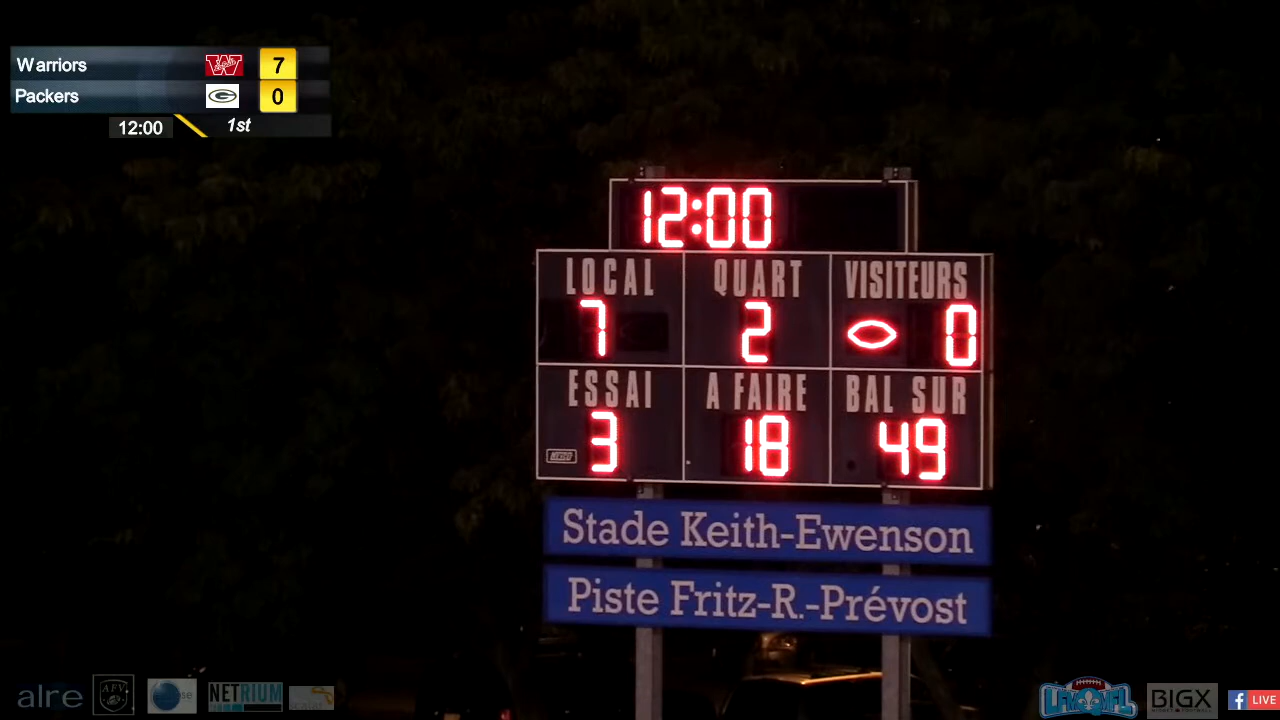 Warriors W 7
Packers G 0
12:00 1st
12:00
LOCAL QUART VISITEURS
7 2 0
ESSAI A FAIRE BAL SUR
3 18 49
Stade Keith-Ewenson
Piste Fritz-R.-Prévost
alre AFV NETRIUM BIGX f LIVE